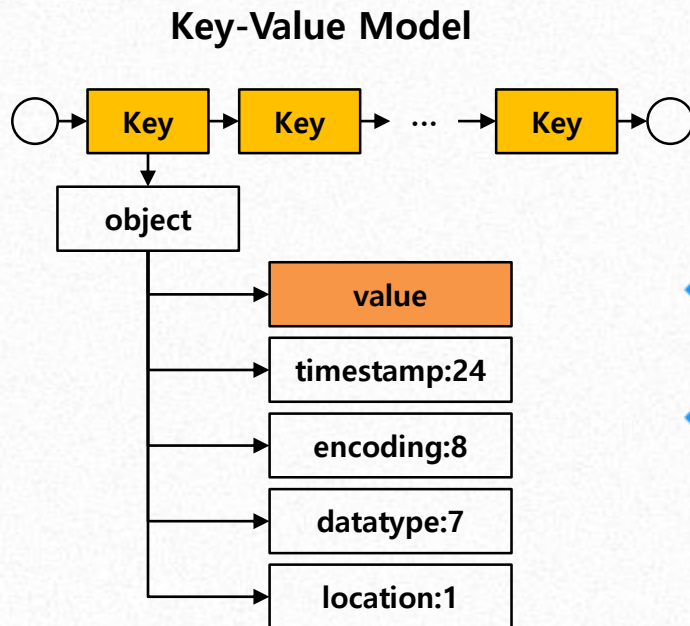 Key-Value Model
Key Key ... Key
object
value
timestamp:24
encoding:8
datatype:7
location:1